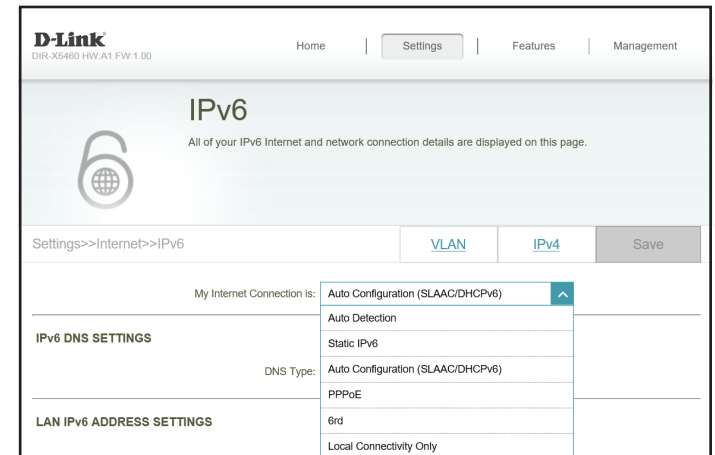 D-Link®
DIR-X5460 HW:A1 FW:1.00
Home | Settings | Features | Management
IPv6
All of your IPv6 Internet and network connection details are displayed on this page.
Settings>>Internet>>IPv6
VLAN
IPv4
Save
My Internet Connection is: Auto Configuration (SLAAC/DHCPv6)
Auto Detection
IPv6 DNS SETTINGS
Static IPv6
DNS Type:
Auto Configuration (SLAAC/DHCPv6)
PPPoE
LAN IPv6 ADDRESS SETTINGS
6rd
Local Connectivity Only